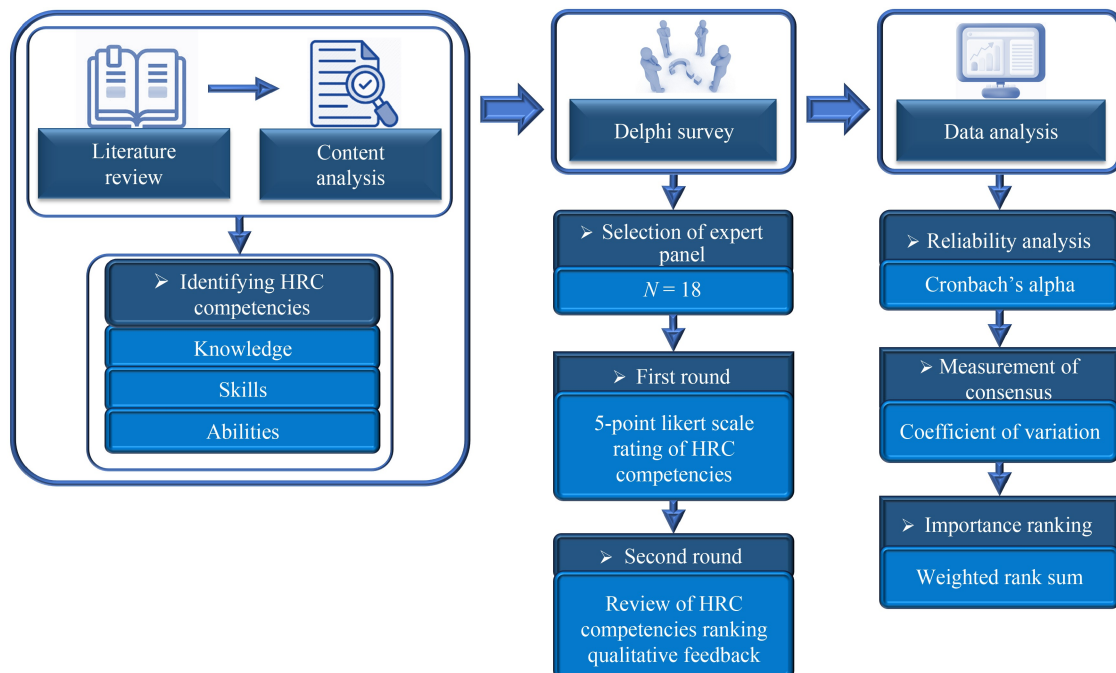 Literature
review
Content
analysis
➢ Identifying HRC
competencies
Knowledge
Skills
Abilities
Delphi survey
➢ Selection of expert
panel
N = 18
➢ First round
5-point likert scale
rating of HRC
competencies
➢ Second round
Review of HRC
competencies ranking
qualitative feedback
Data analysis
➢ Reliability analysis
Cronbach’s alpha
➢ Measurement of
consensus
Coefficient of variation
➢ Importance ranking
Weighted rank sum